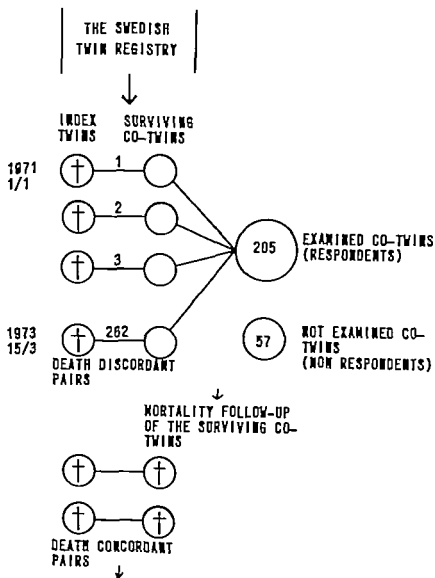 THE SWEDISH
TWIN REGISTRY
INDEX
TWINS
SURVIVING
CO-TWINS
1971
1/1
1
2
3
205
EXAMINED CO-TWINS
(RESPONDENTS)
1973
15/3
262
57
NOT EXAMINED CO-
TWINS
(NON RESPONDENTS)
DEATH DISCORDANT
PAIRS
MORTALITY FOLLOW-UP
OF THE SURVIVING CO-
TWINS
DEATH CONCORDANT
PAIRS